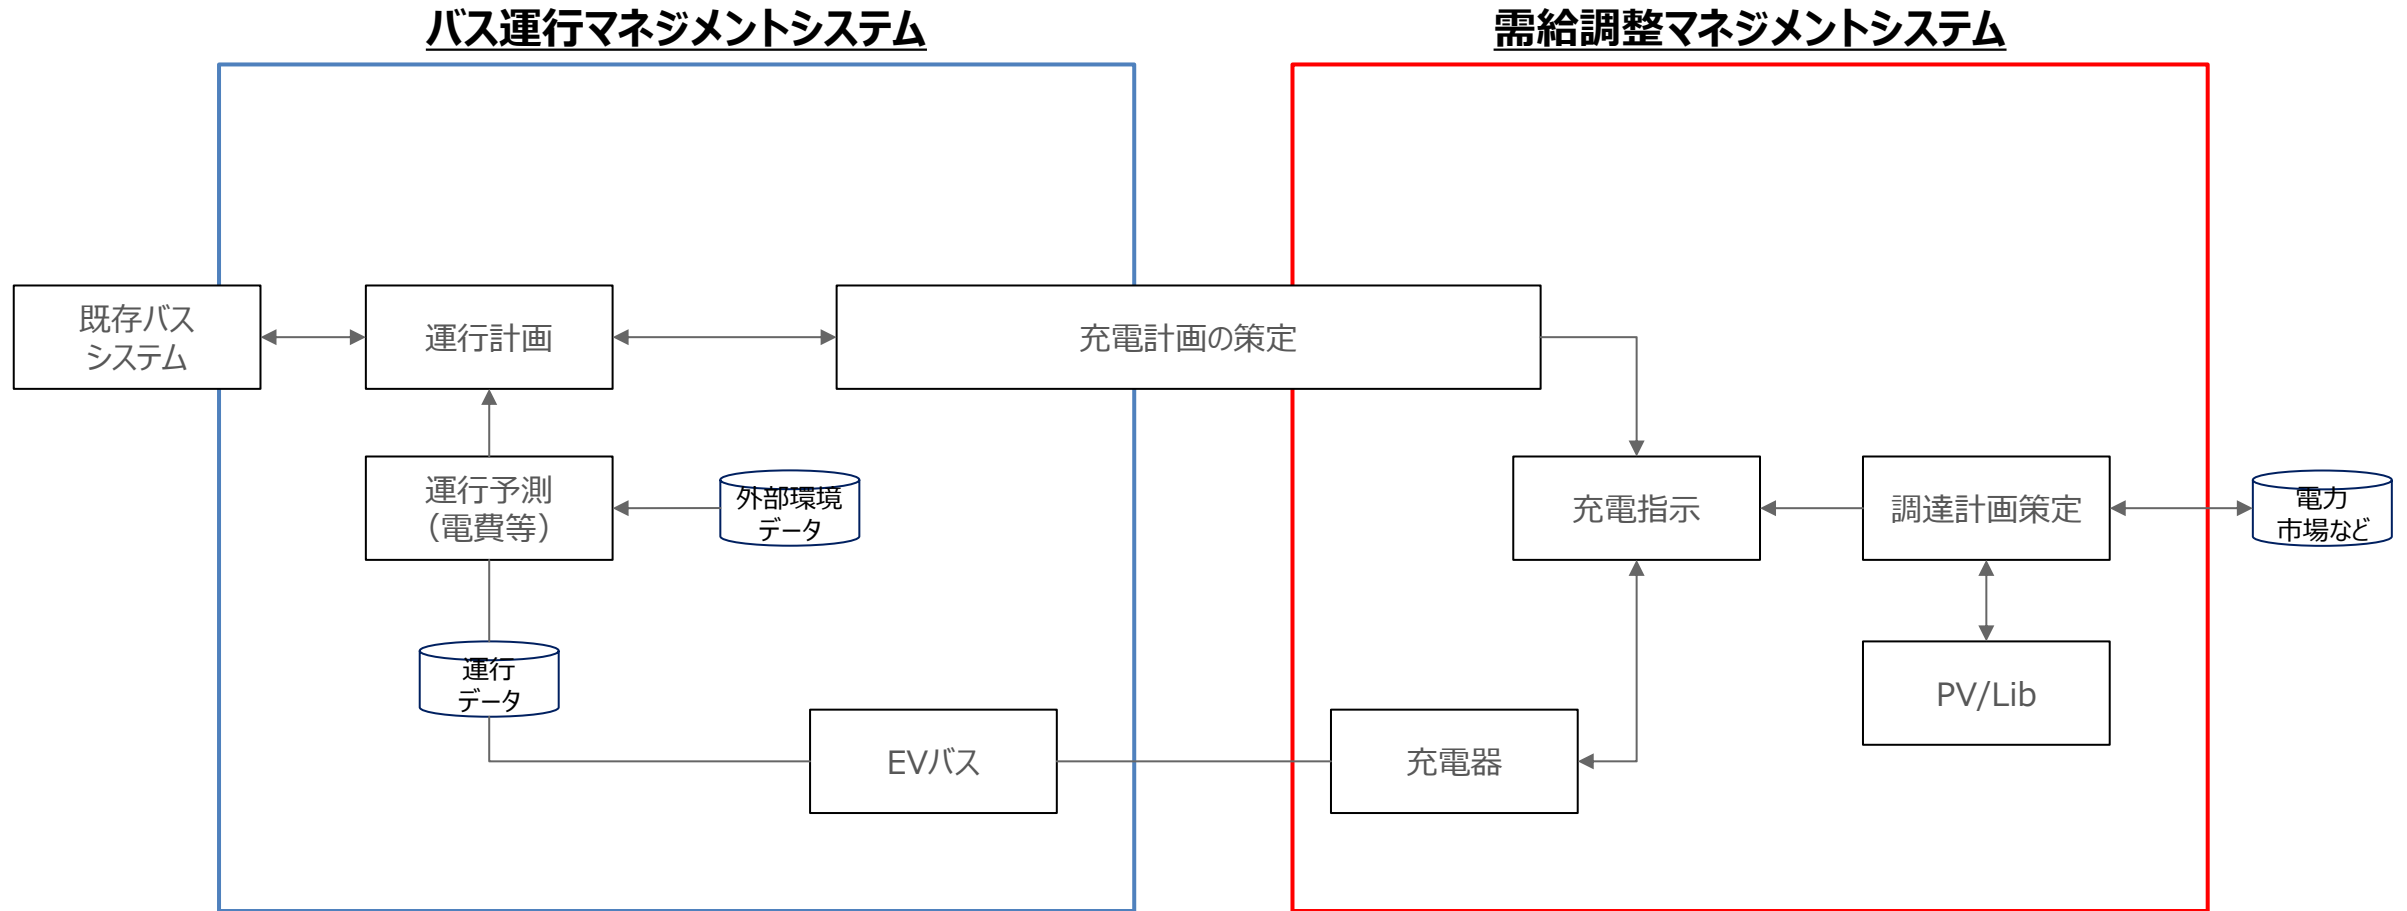 バス運行マネジメントシステム
需給調整マネジメントシステム
既存バス
システム
運行計画
充電計画の策定
運行予測
（電費等）
外部環境
データ
充電指示
調達計画策定
電力
市場など
運行
データ
PV/Lib
EVバス
充電器